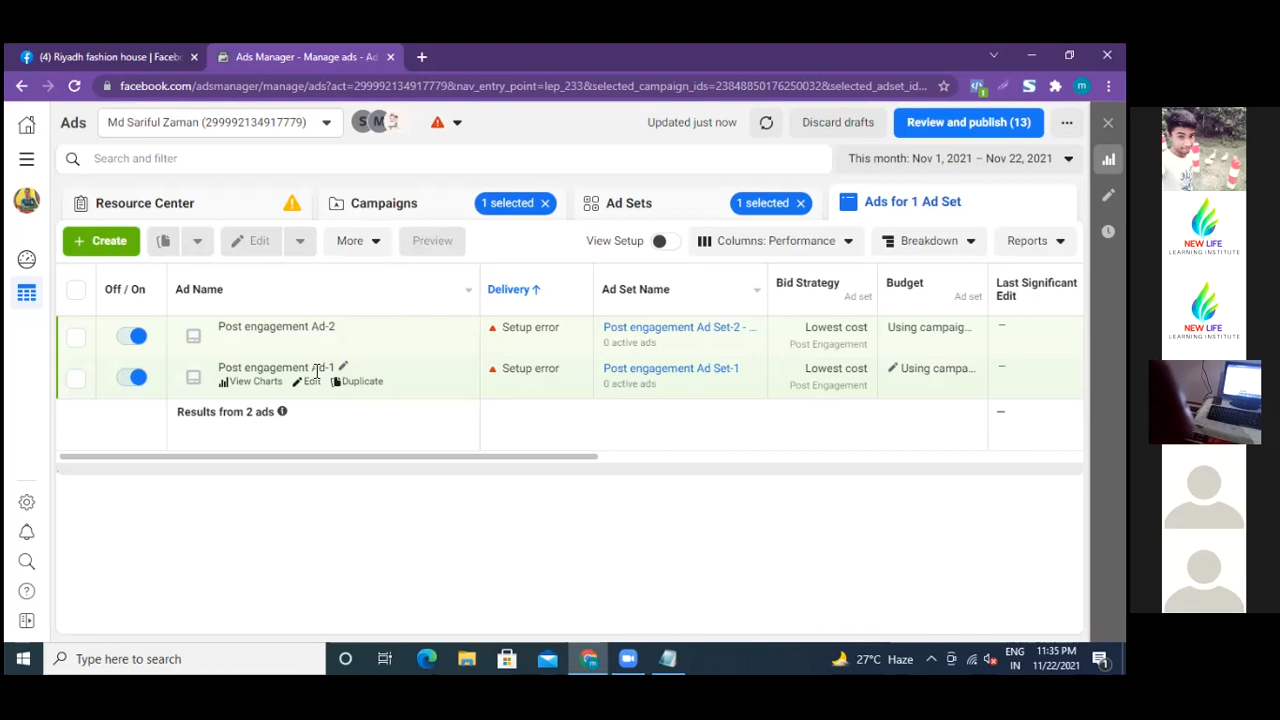 (4) Riyadh fashion house | Faceb
Ads Manager - Manage ads - Ad
facebook.com/adsmanager/manage/ads?act=299992134917779&nav_entry_point=lep_233&selected_campaign_ids=23848850176250032&selected_adset_id...
m
Ads
Md Sariful Zaman (299992134917779)
S
M
Updated just now
Discard drafts
Review and publish (13)
Search and filter
This month: Nov 1, 2021 – Nov 22, 2021
Resource Center
Campaigns
1 selected
Ad Sets
1 selected
Ads for 1 Ad Set
+ Create
Edit
More
Preview
View Setup
Columns: Performance
Breakdown
Reports
Off / On
Ad Name
Delivery ↑
Ad Set Name
Bid Strategy
Ad set
Budget
Ad set
Last Significant
Edit
Post engagement Ad-2
Setup error
Post engagement Ad Set-2 - ...
0 active ads
Lowest cost
Post Engagement
Using campaig...
–
Post engagement Ad-1
View Charts
Edit
Duplicate
Setup error
Post engagement Ad Set-1
0 active ads
Lowest cost
Post Engagement
Using campa...
–
Results from 2 ads
–
NEW LIFE
LEARNING INSTITUTE
NEW LIFE
LEARNING INSTITUTE
Type here to search
27°C Haze
ENG
IN
11:35 PM
11/22/2021
1